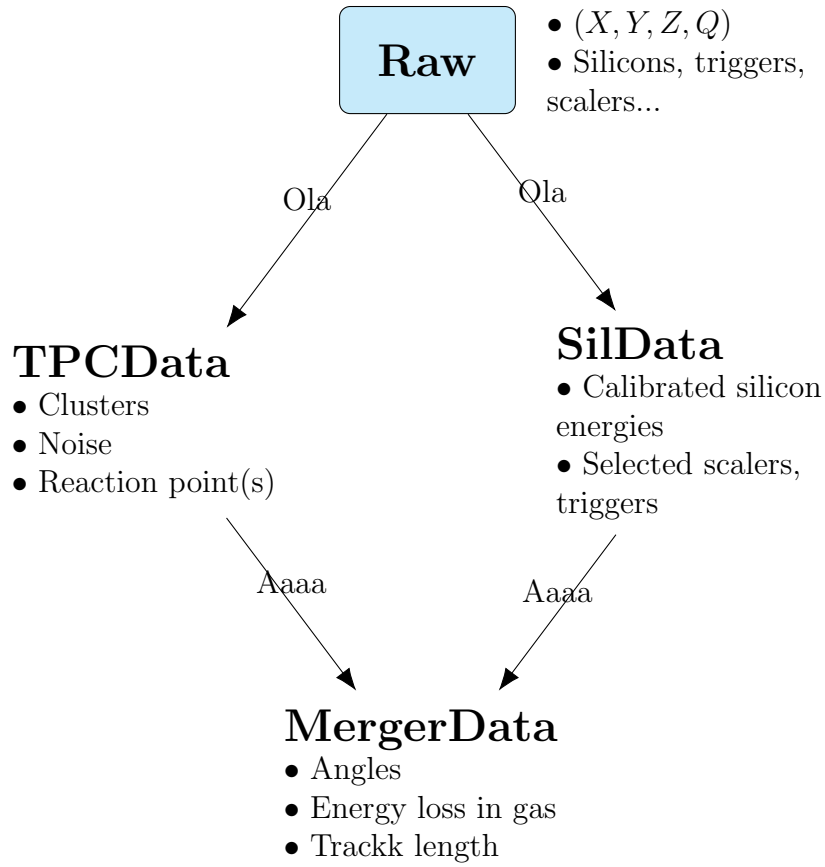 Raw
• (X, Y, Z, Q)
• Silicons, triggers,
scalers...
Ola
Ola
TPCData
• Clusters
• Noise
• Reaction point(s)
SilData
• Calibrated silicon
energies
• Selected scalers,
triggers
Aaaa
Aaaa
MergerData
• Angles
• Energy loss in gas
• Trackk length